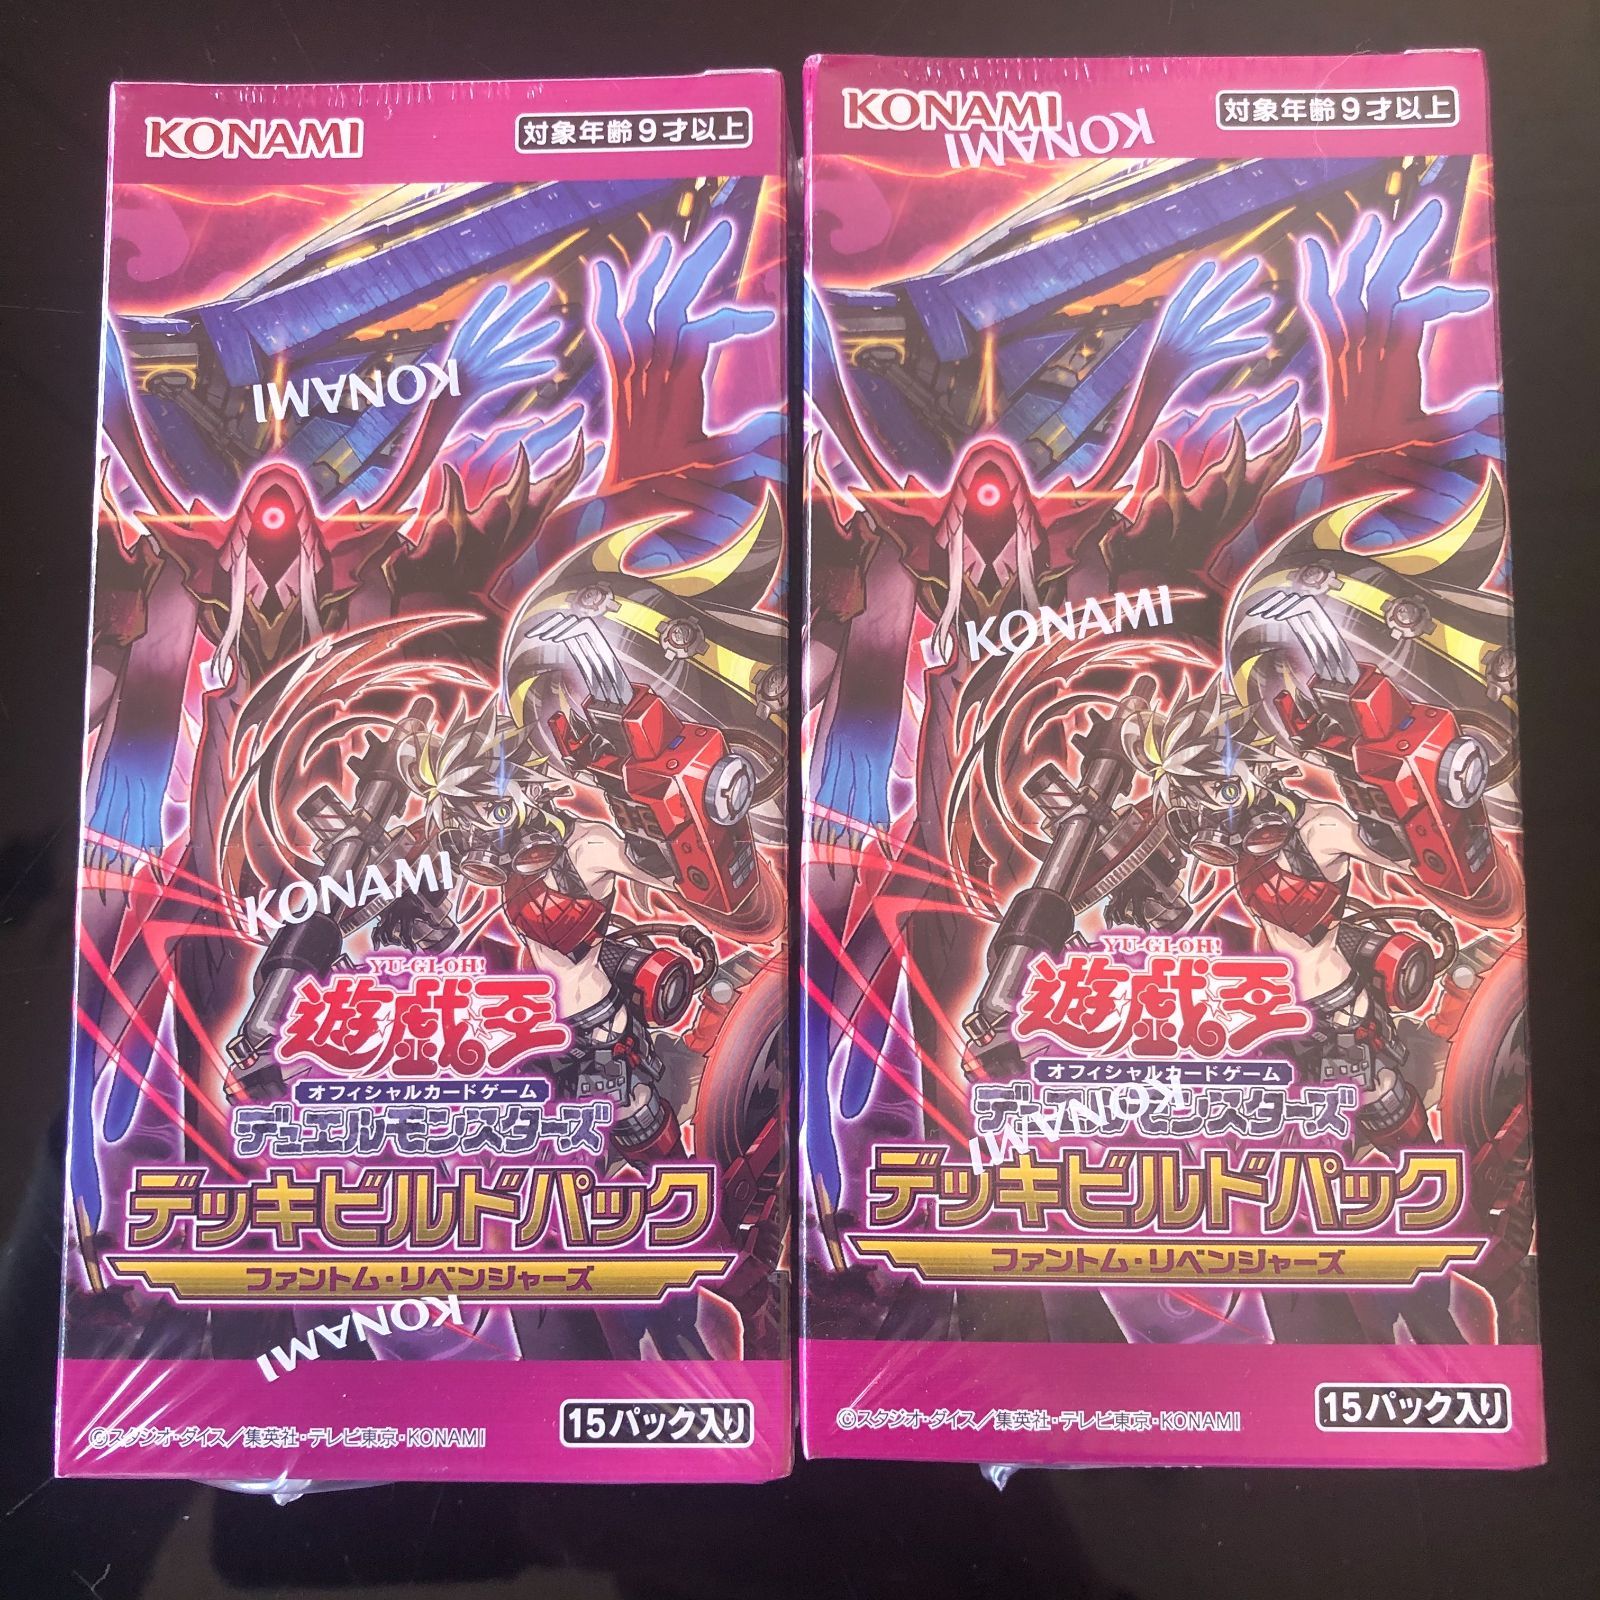 KONAMI
対象年齢9才以上
KONAMI
KONAMI
YU-GI-OH!
遊戯王
オフィシャルカードゲーム
デュエルモンスターズ
デッキビルドパック
ファントム・リベンジャーズ
KONAMI
15パック入り
©スタジオ・ダイス/集英社・テレビ東京・KONAMI
KONAMI
対象年齢9才以上
KONAMI
KONAMI
YU-GI-OH!
遊戯王
オフィシャルカードゲーム
デュエルモンスターズ
KONAMI
デッキビルドパック
ファントム・リベンジャーズ
15パック入り
©スタジオ・ダイス/集英社・テレビ東京・KONAMI